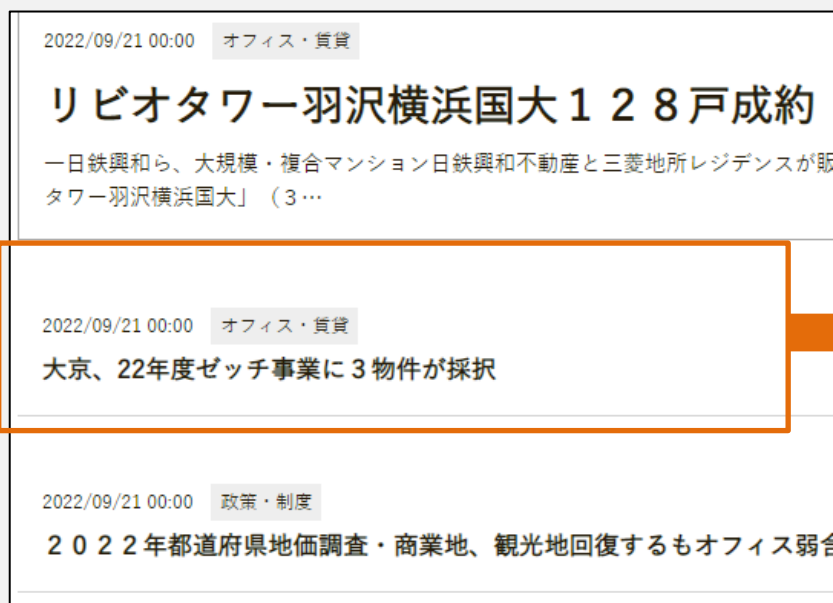 2022/09/21 00:00 オフィス・賃貸
リビオタワー羽沢横浜国大１２８戸成約
一日鉄興和ら、大規模・複合マンション日鉄興和不動産と三菱地所レジデンスが販
タワー羽沢横浜国大」（３…
2022/09/21 00:00 オフィス・賃貸
大京、22年度ゼッチ事業に３物件が採択
2022/09/21 00:00 政策・制度
２０２２年都道府県地価調査・商業地、観光地回復するもオフィス弱含